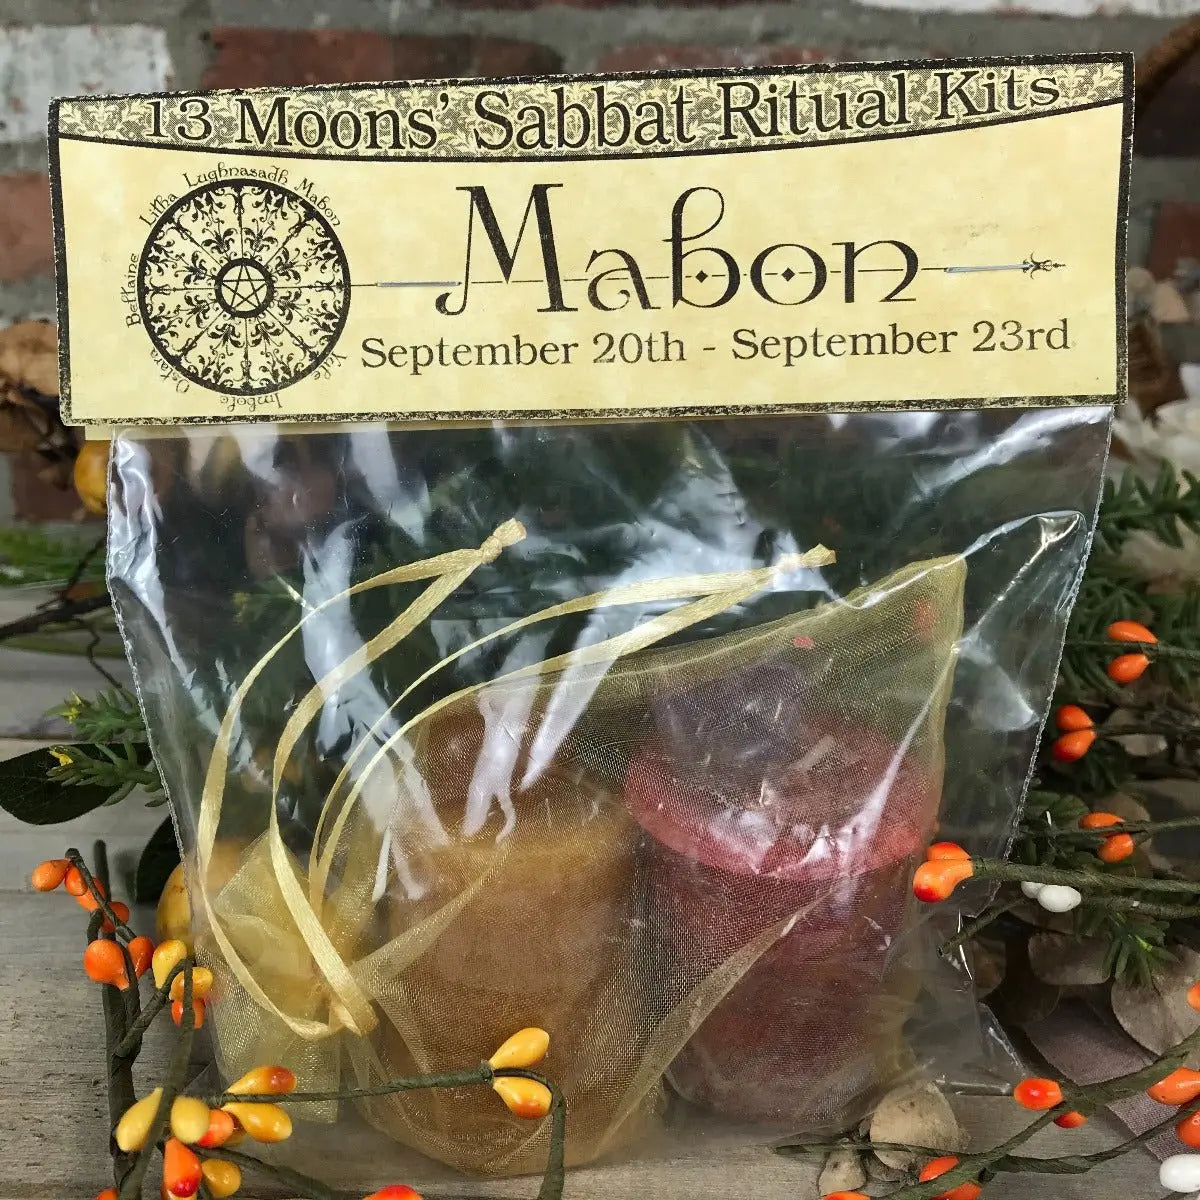 13 Moons' Sabbat Ritual Kits
Mabon
September 20th - September 23rd
Beltaine Litha Lughnasadh Mabon
Ostara Imbolc Yule